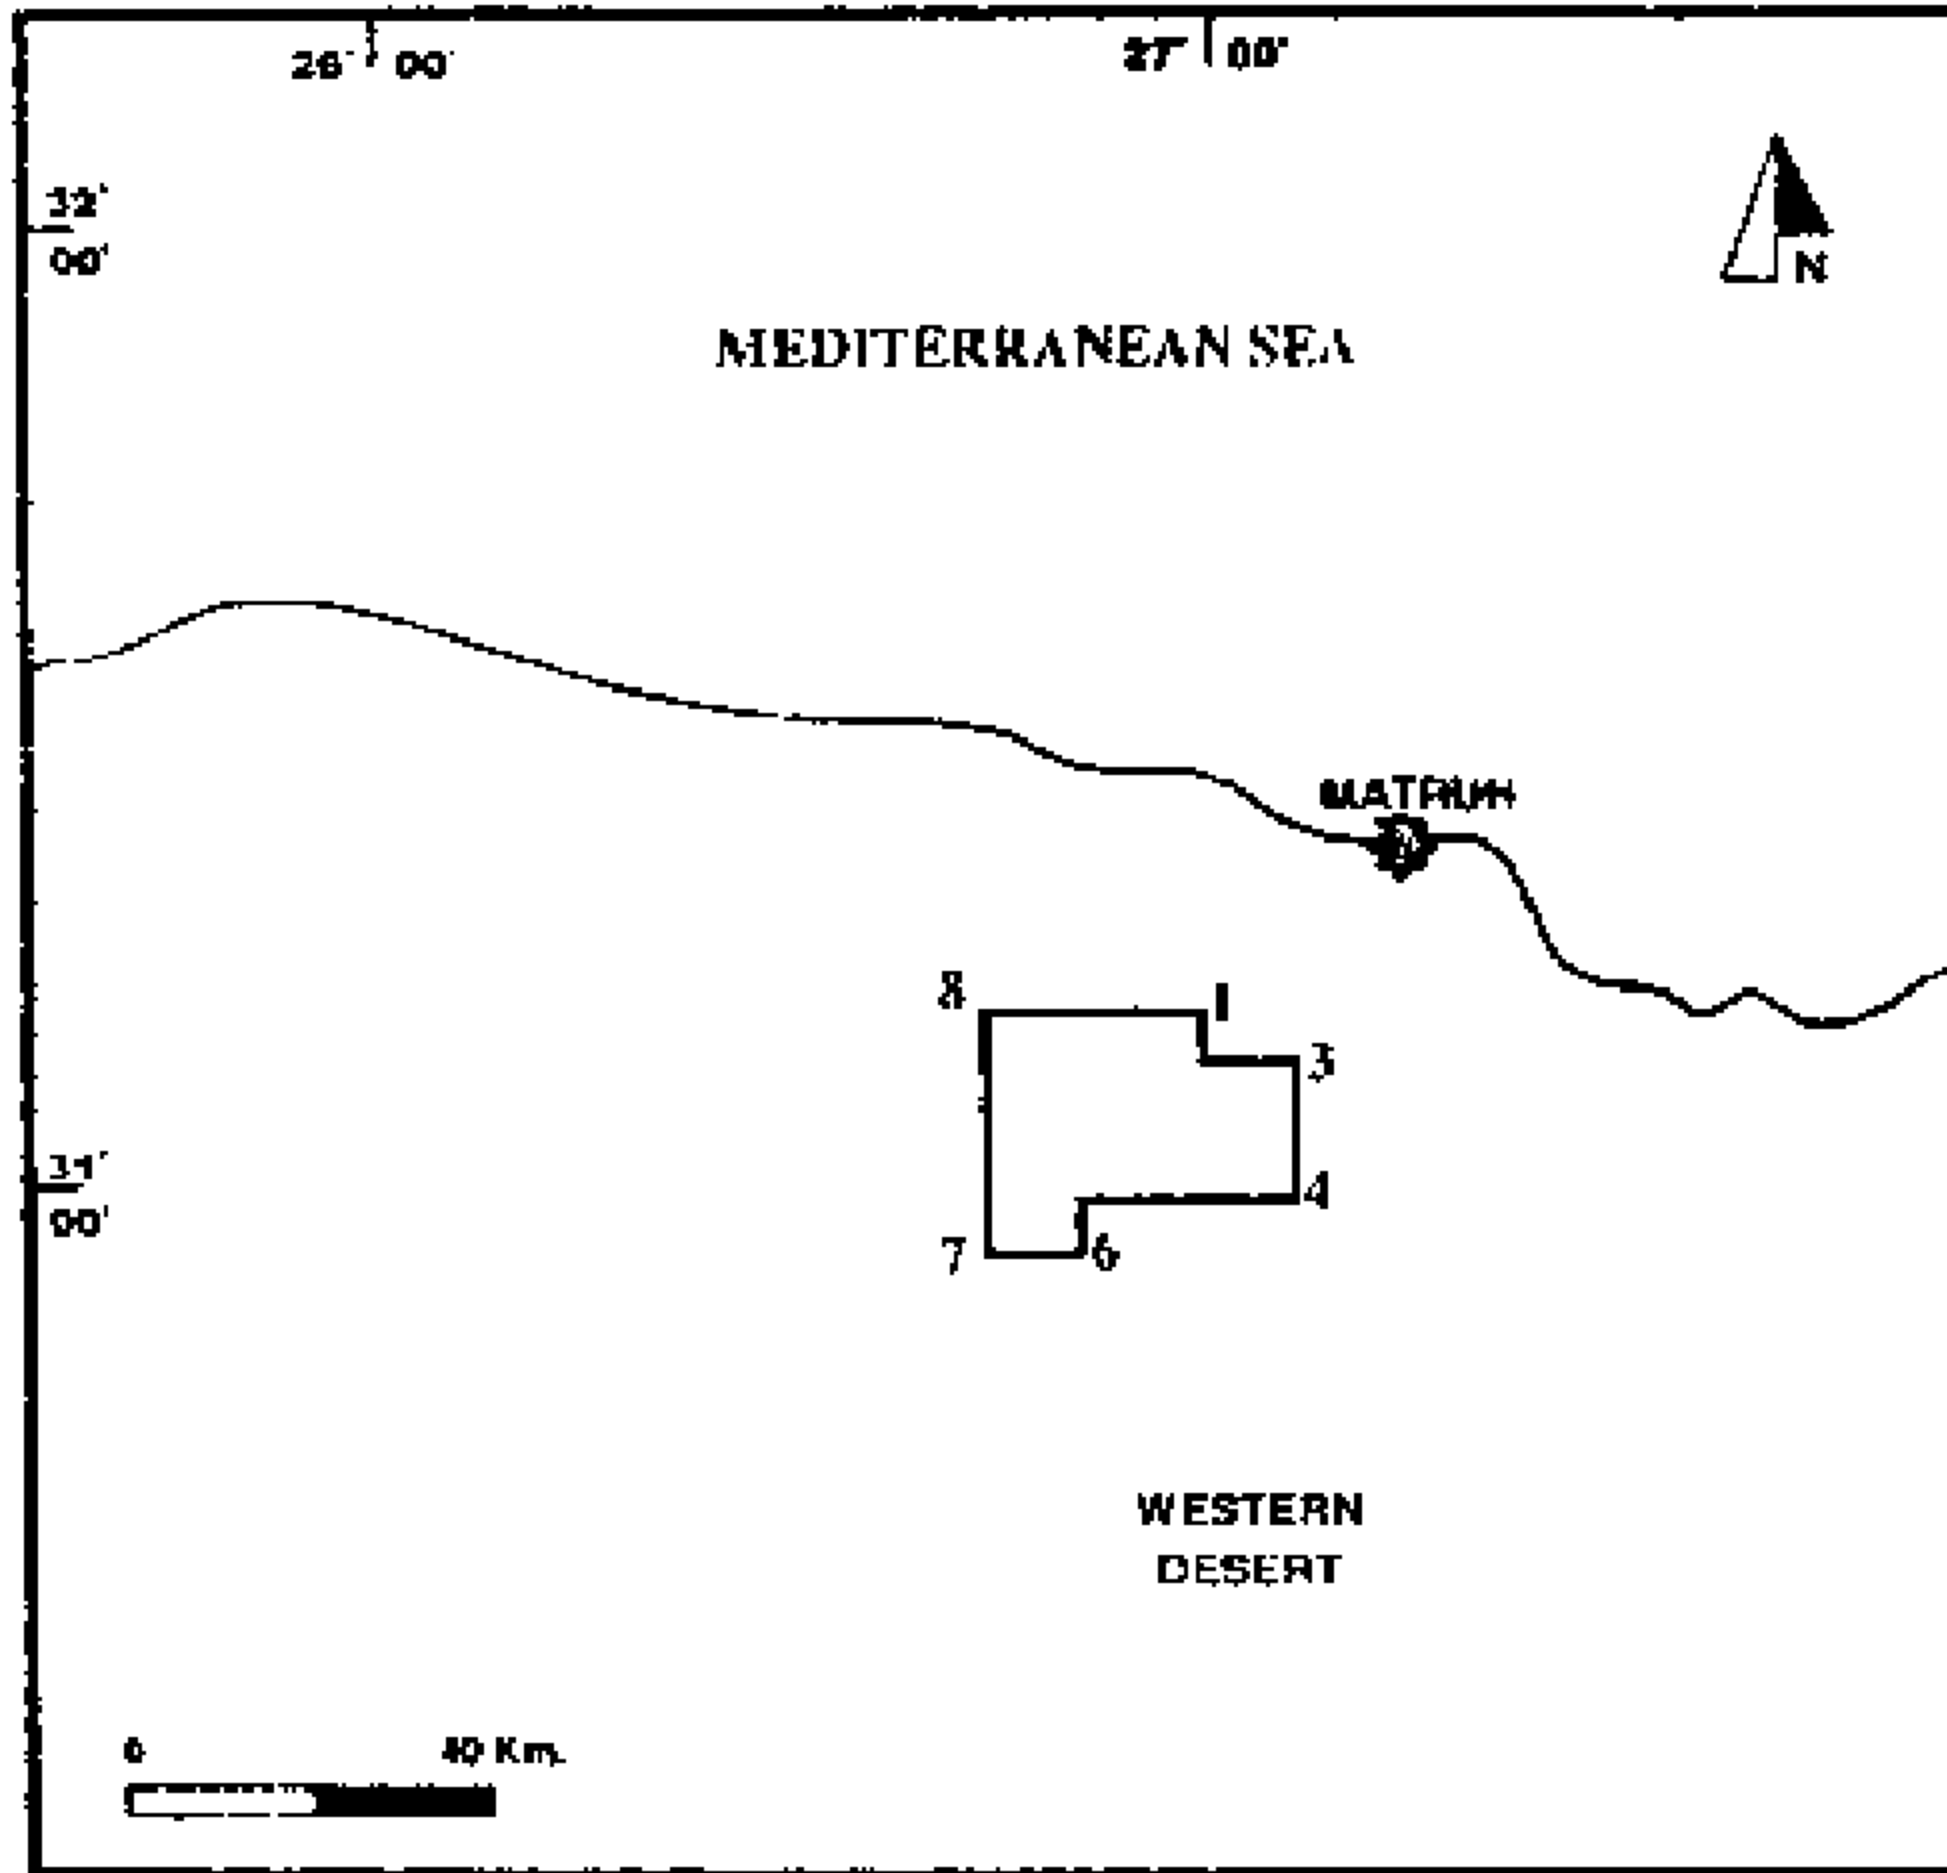 26° 00'
27° 00'
32°
00'
N
MEDITERRANEAN SEA
MATRUH
8
1
3
31°
00'
4
7
6
WESTERN
DESERT
0 40 Km.